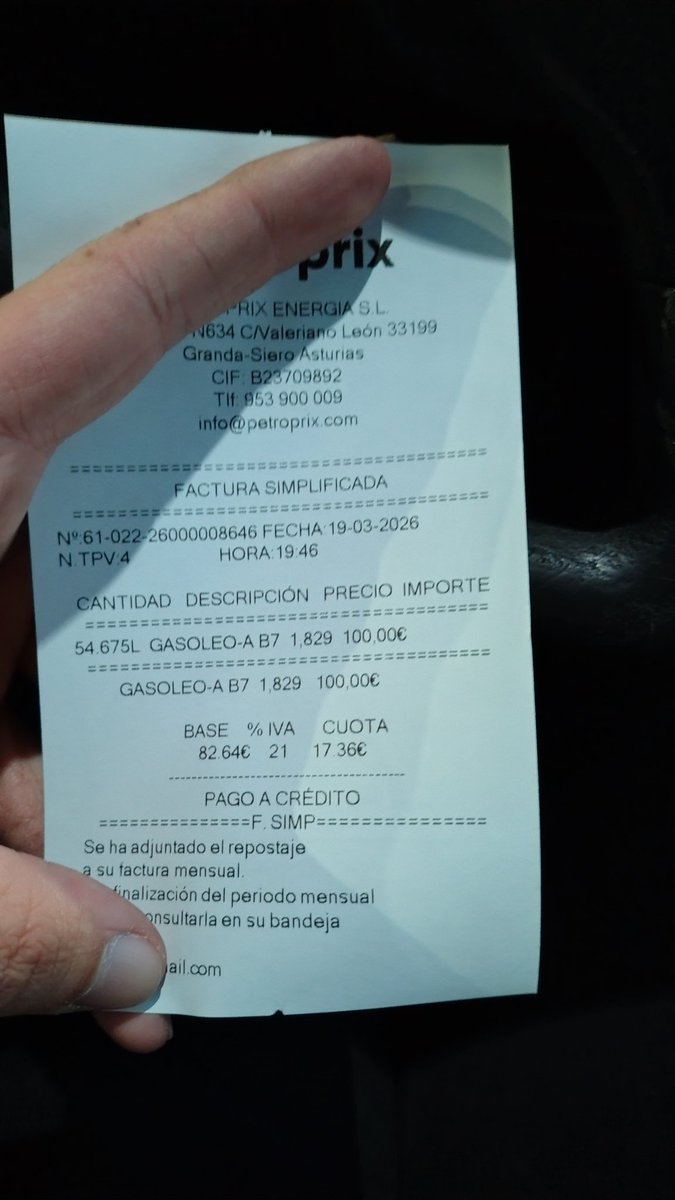 prix
PRIX ENERGIA S.L.
N634 C/Valeriano León 33199
Granda-Siero Asturias
CIF: B23709892
Tlf: 953 900 009
info@petroprix.com
=====================================
FACTURA SIMPLIFICADA
=====================================
Nº:61-022-26000008646 FECHA:19-03-2026
N.TPV:4 HORA:19:46
CANTIDAD DESCRIPCIÓN PRECIO IMPORTE
=====================================
54.675L GASOLEO-A B7 1,829 100,00€
=====================================
GASOLEO-A B7 1,829 100,00€
BASE % IVA CUOTA
82.64€ 21 17.36€
----------------------------------------
PAGO A CRÉDITO
==============F. SIMP================
Se ha adjuntado el repostaje
a su factura mensual.
finalización del periodo mensual
onsultarla en su bandeja
ail.com